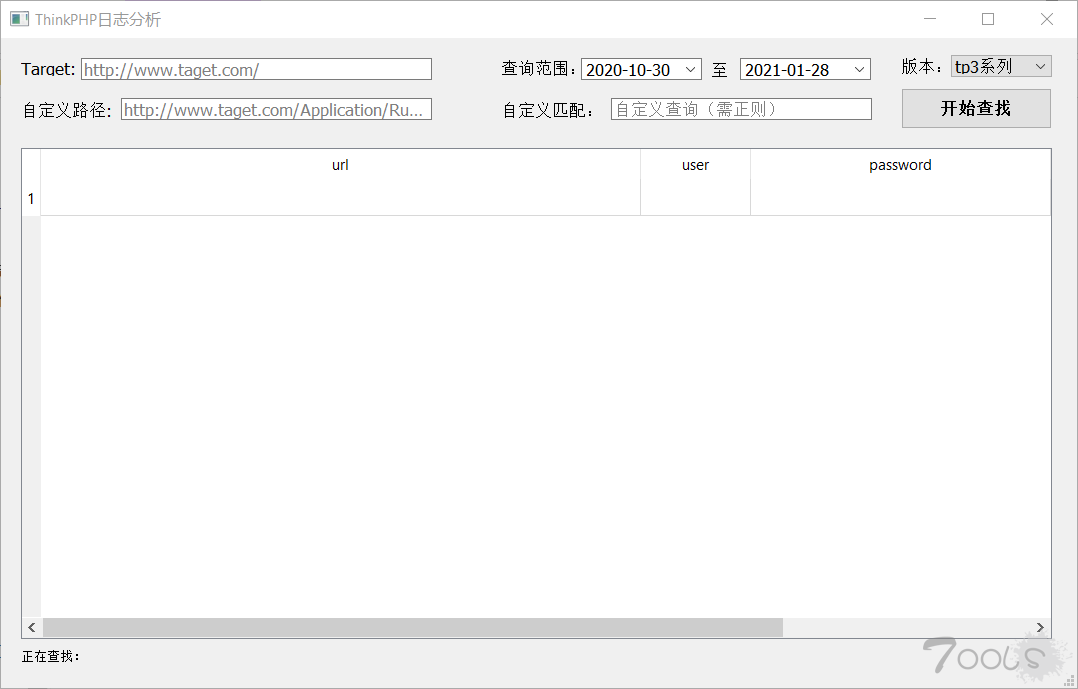 ThinkPHP日志分析
Target: http://www.taget.com/ 查询范围： 2020-10-30 至 2021-01-28 版本： tp3系列
自定义路径: http://www.taget.com/Application/Ru... 自定义匹配： 自定义查询（需正则） 开始查找
url user password
1
正在查找：
7ools